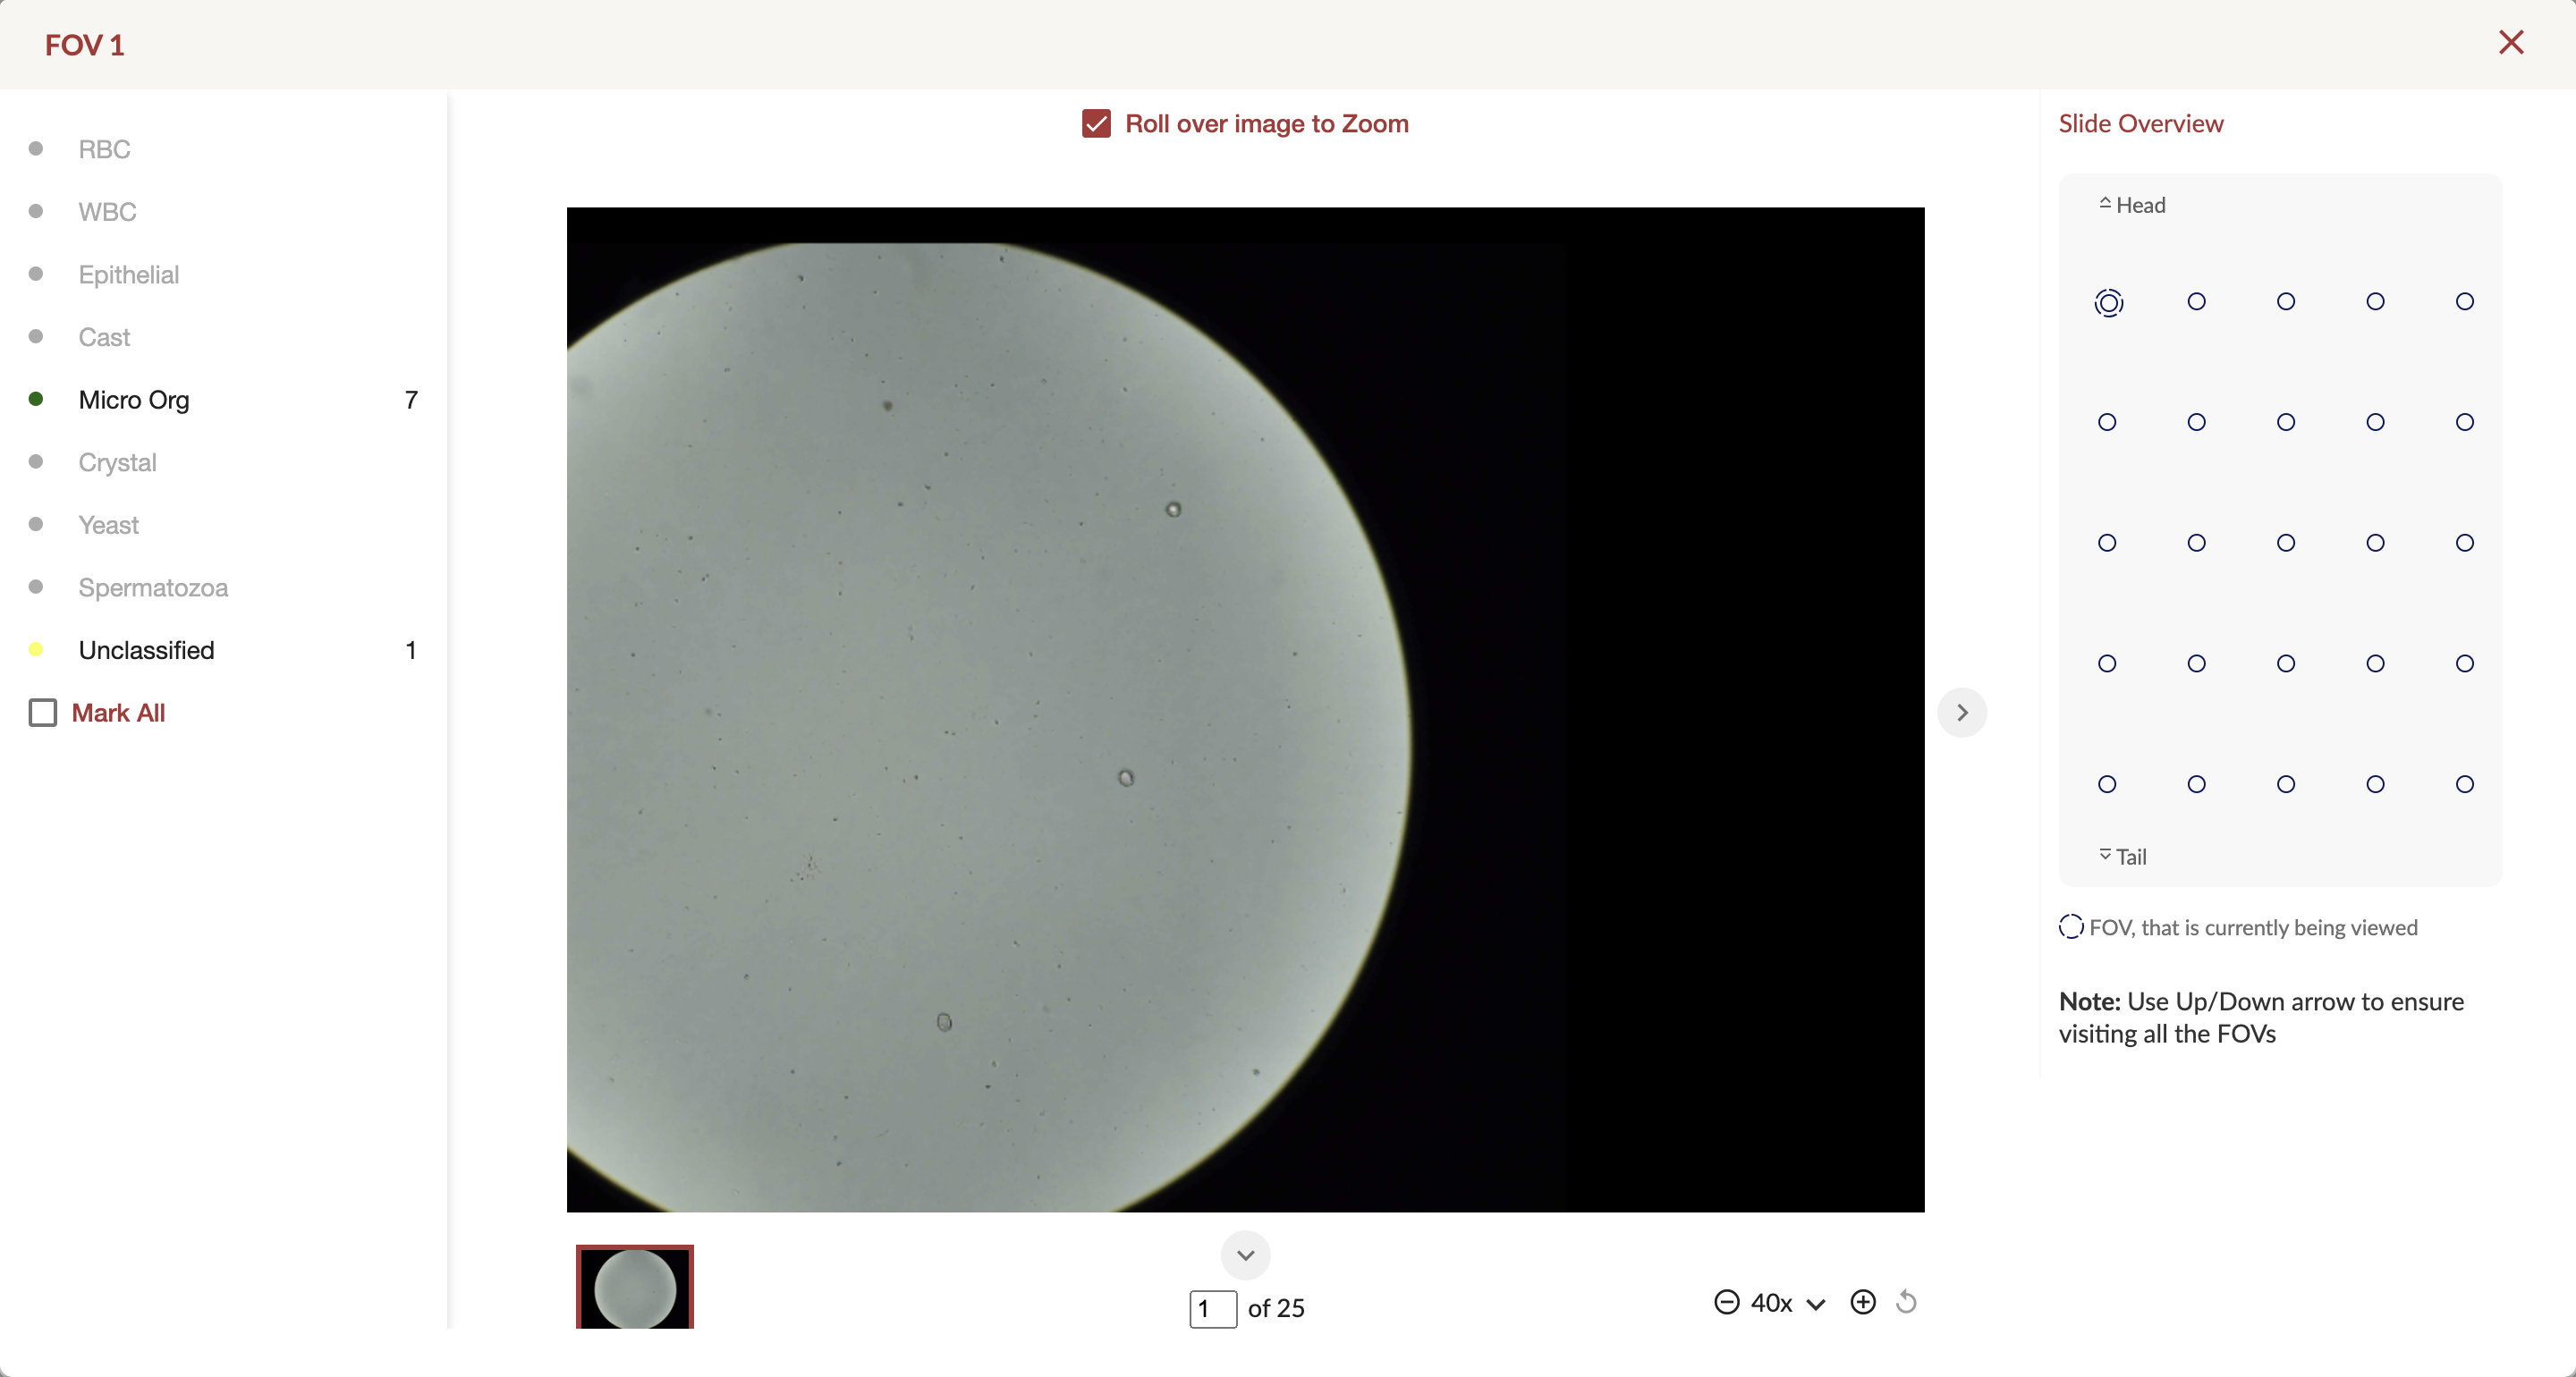 FOV 1
RBC
WBC
Epithelial
Cast
Micro Org 7
Crystal
Yeast
Spermatozoa
Unclassified 1
Mark All
Roll over image to Zoom
1 of 25
40x
Slide Overview
Head
Tail
FOV, that is currently being viewed
Note: Use Up/Down arrow to ensure
visiting all the FOVs